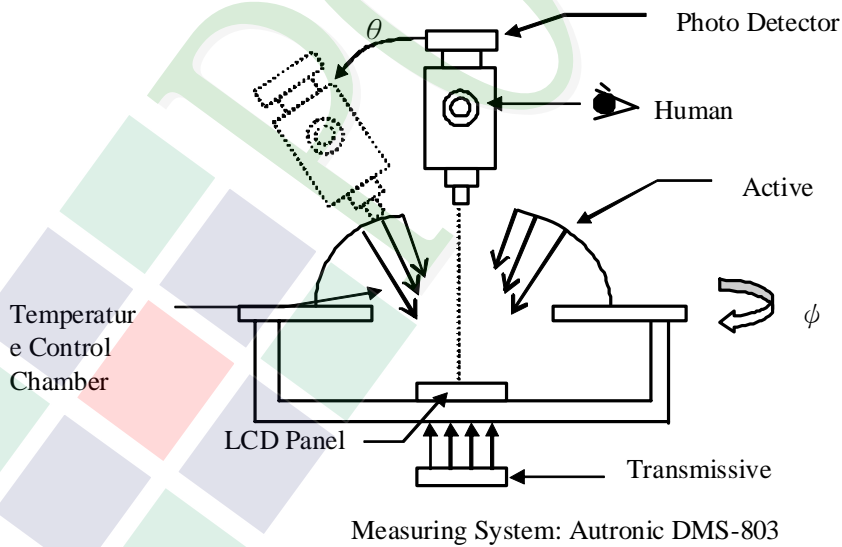 Photo Detector
θ
Human
Active
Temperatur
e Control
Chamber
ϕ
LCD Panel
Transmissive
Measuring System: Autronic DMS-803